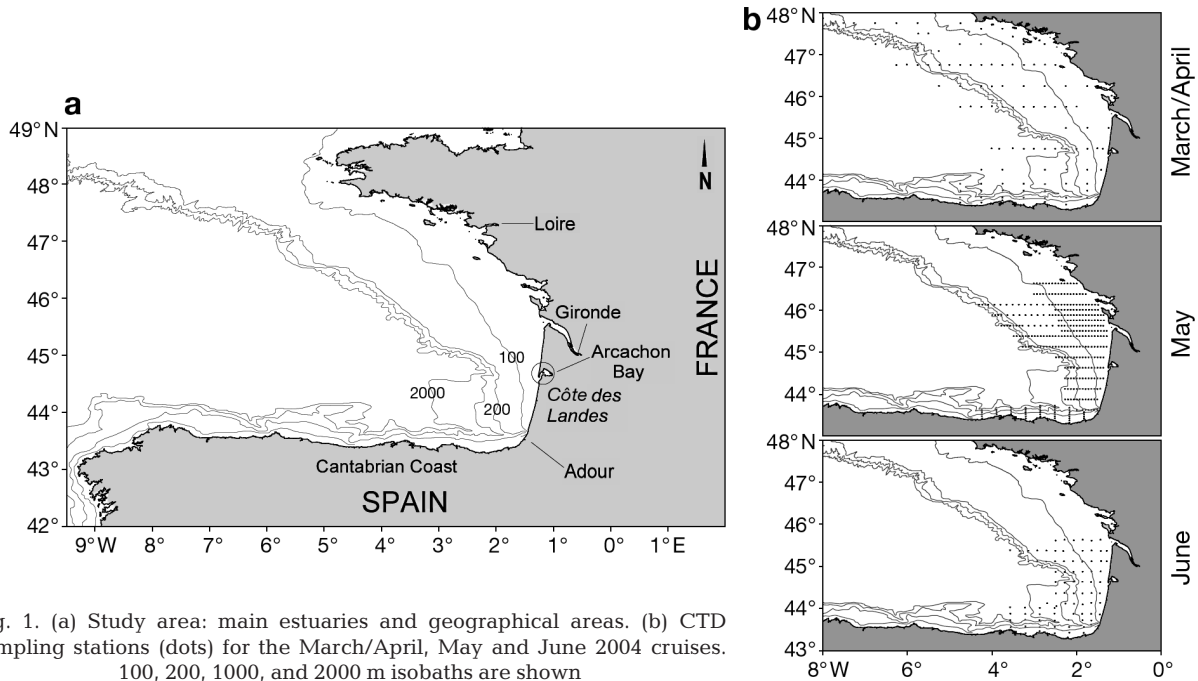 a
49° N
48°
47°
46°
45°
44°
43°
42°
9° W 8° 7° 6° 5° 4° 3° 2° 1° 0° 1° E
N
Loire
Gironde
Arcachon
Bay
Côte des
Landes
Adour
FRANCE
100
2000
200
Cantabrian Coast
SPAIN
b
48° N
47°
46°
45°
44°
March/April
48° N
47°
46°
45°
44°
May
48° N
47°
46°
45°
44°
43°
June
8° W 6° 4° 2° 0°
g. 1. (a) Study area: main estuaries and geographical areas. (b) CTD
mpling stations (dots) for the March/April, May and June 2004 cruises.
100, 200, 1000, and 2000 m isobaths are shown